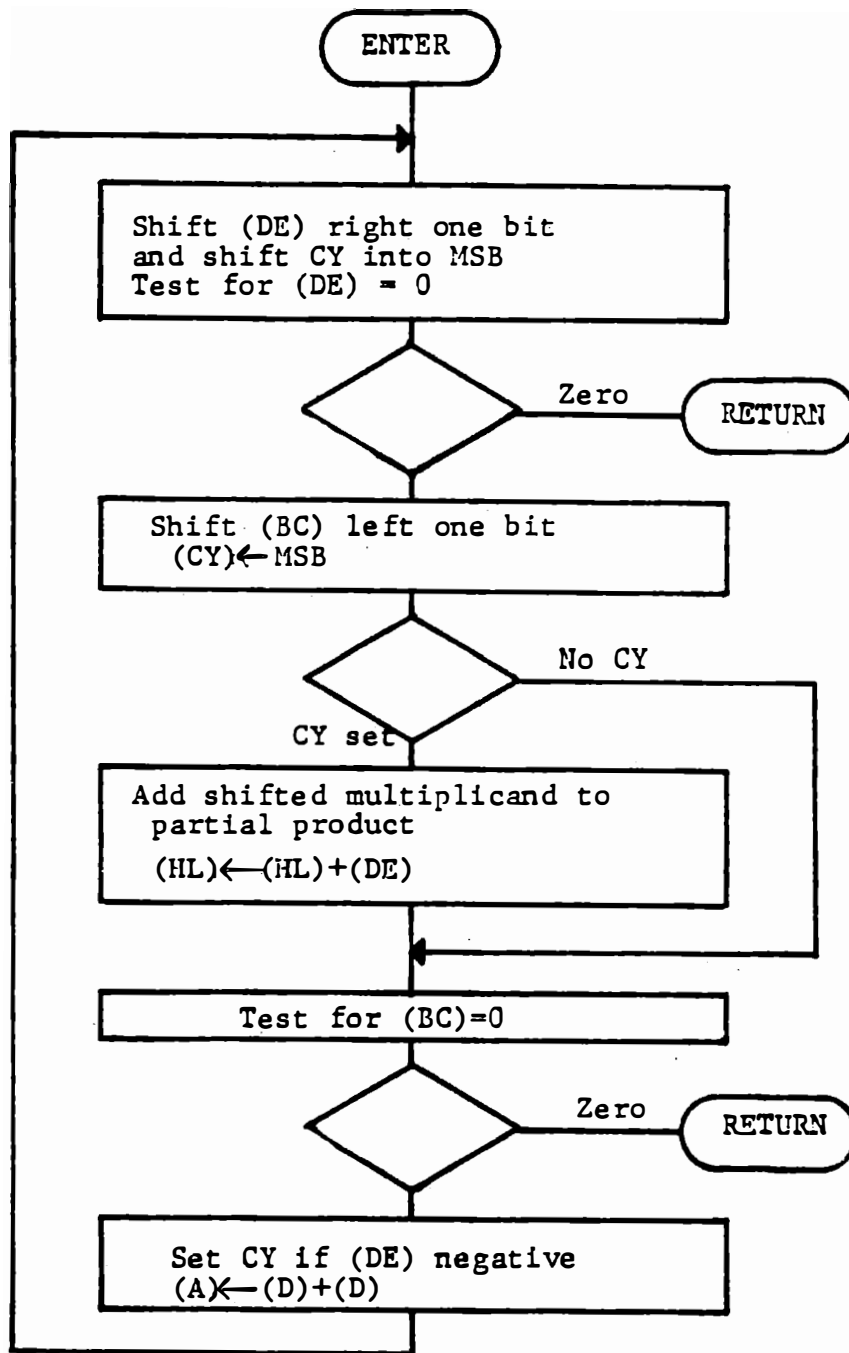 ENTER
Shift (DE) right one bit
and shift CY into MSB
Test for (DE) = 0
Zero
RETURN
Shift (BC) left one bit
(CY)← MSB
No CY
CY set
Add shifted multiplicand to
partial product
(HL)←(HL)+(DE)
Test for (BC)=0
Zero
RETURN
Set CY if (DE) negative
(A)←(D)+(D)